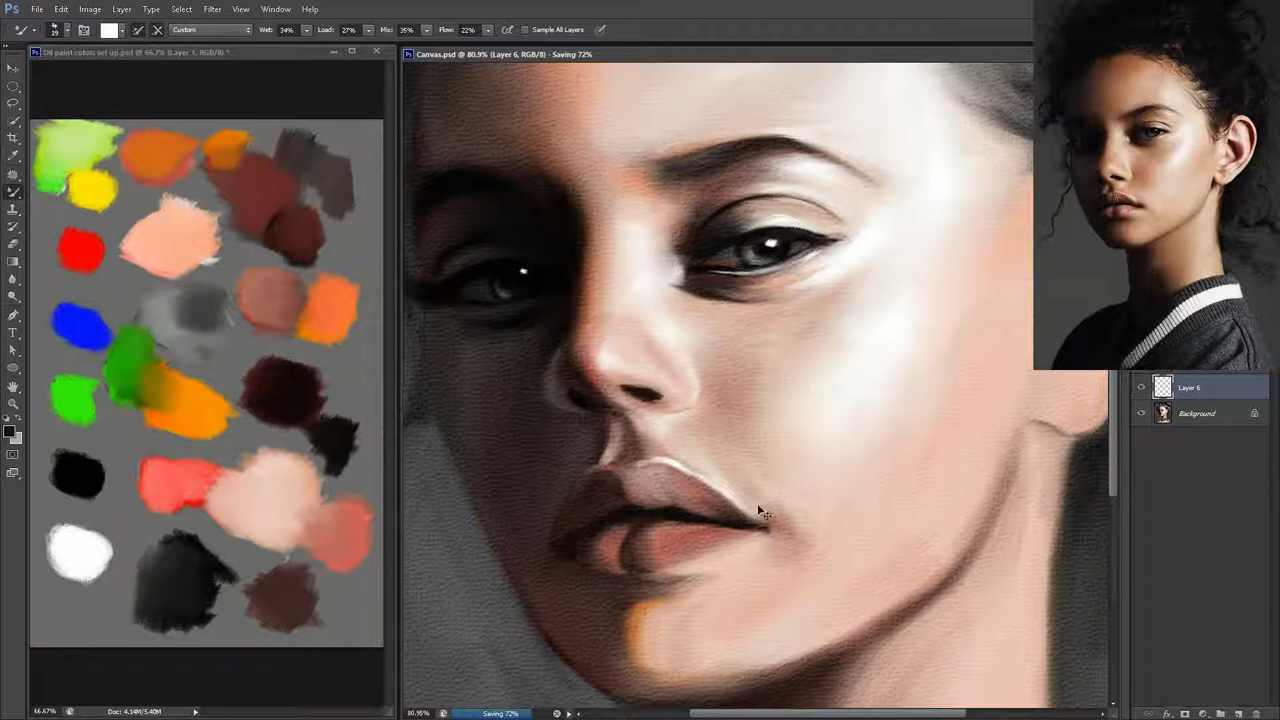 Ps File Edit Image Layer Type Select Filter View Window Help
19 Custom Wet: 34% Load: 27% Mix: 35% Flow: 22% Sample All Layers
Oil paint colors set up.psd @ 66.7% (Layer 1, RGB/8) *
Canvas.psd @ 80.9% (Layer 6, RGB/8) - Saving 72%
Layer 6
Background
66.67% Doc: 4.14M/5.40M
80.95% Saving 72%
fx